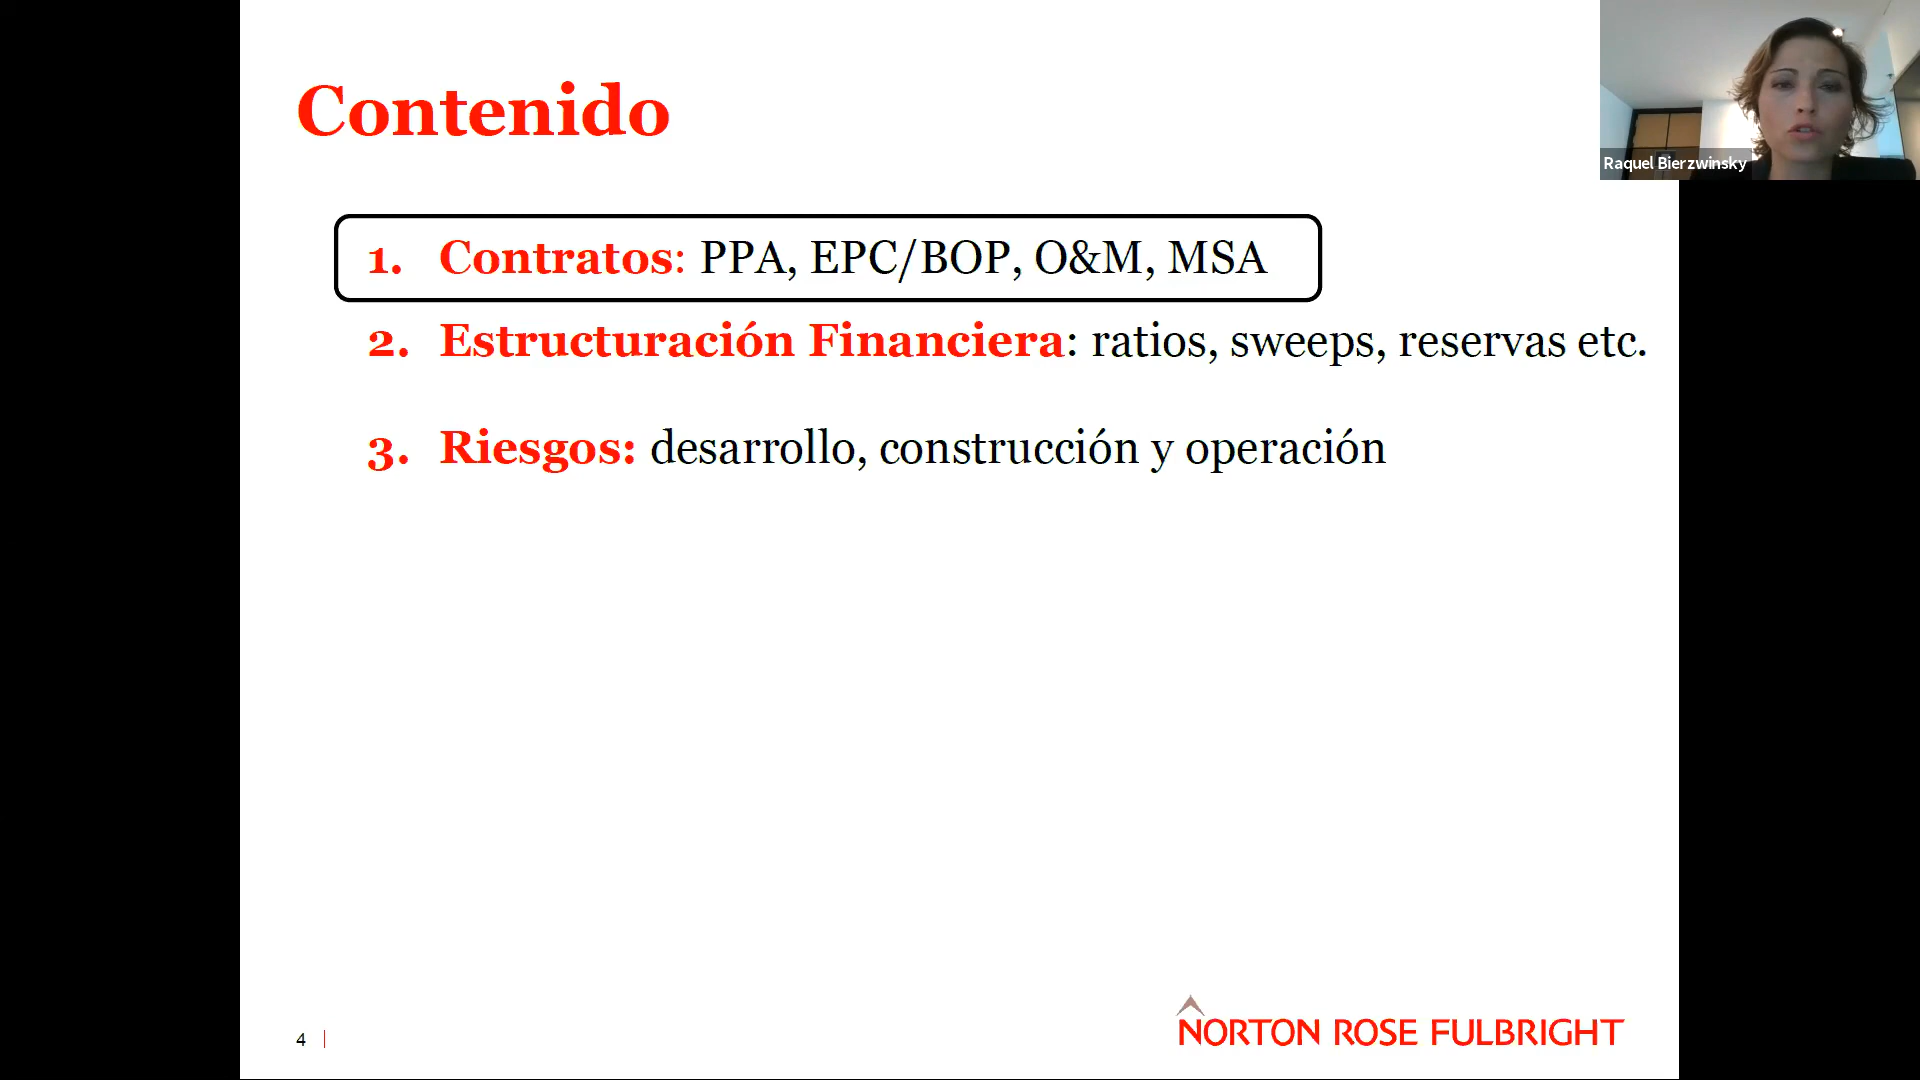 Contenido
Raquel Bierzwinsky
1. Contratos: PPA, EPC/BOP, O&M, MSA
2. Estructuración Financiera: ratios, sweeps, reservas etc.
3. Riesgos: desarrollo, construcción y operación
4
NORTON ROSE FULBRIGHT